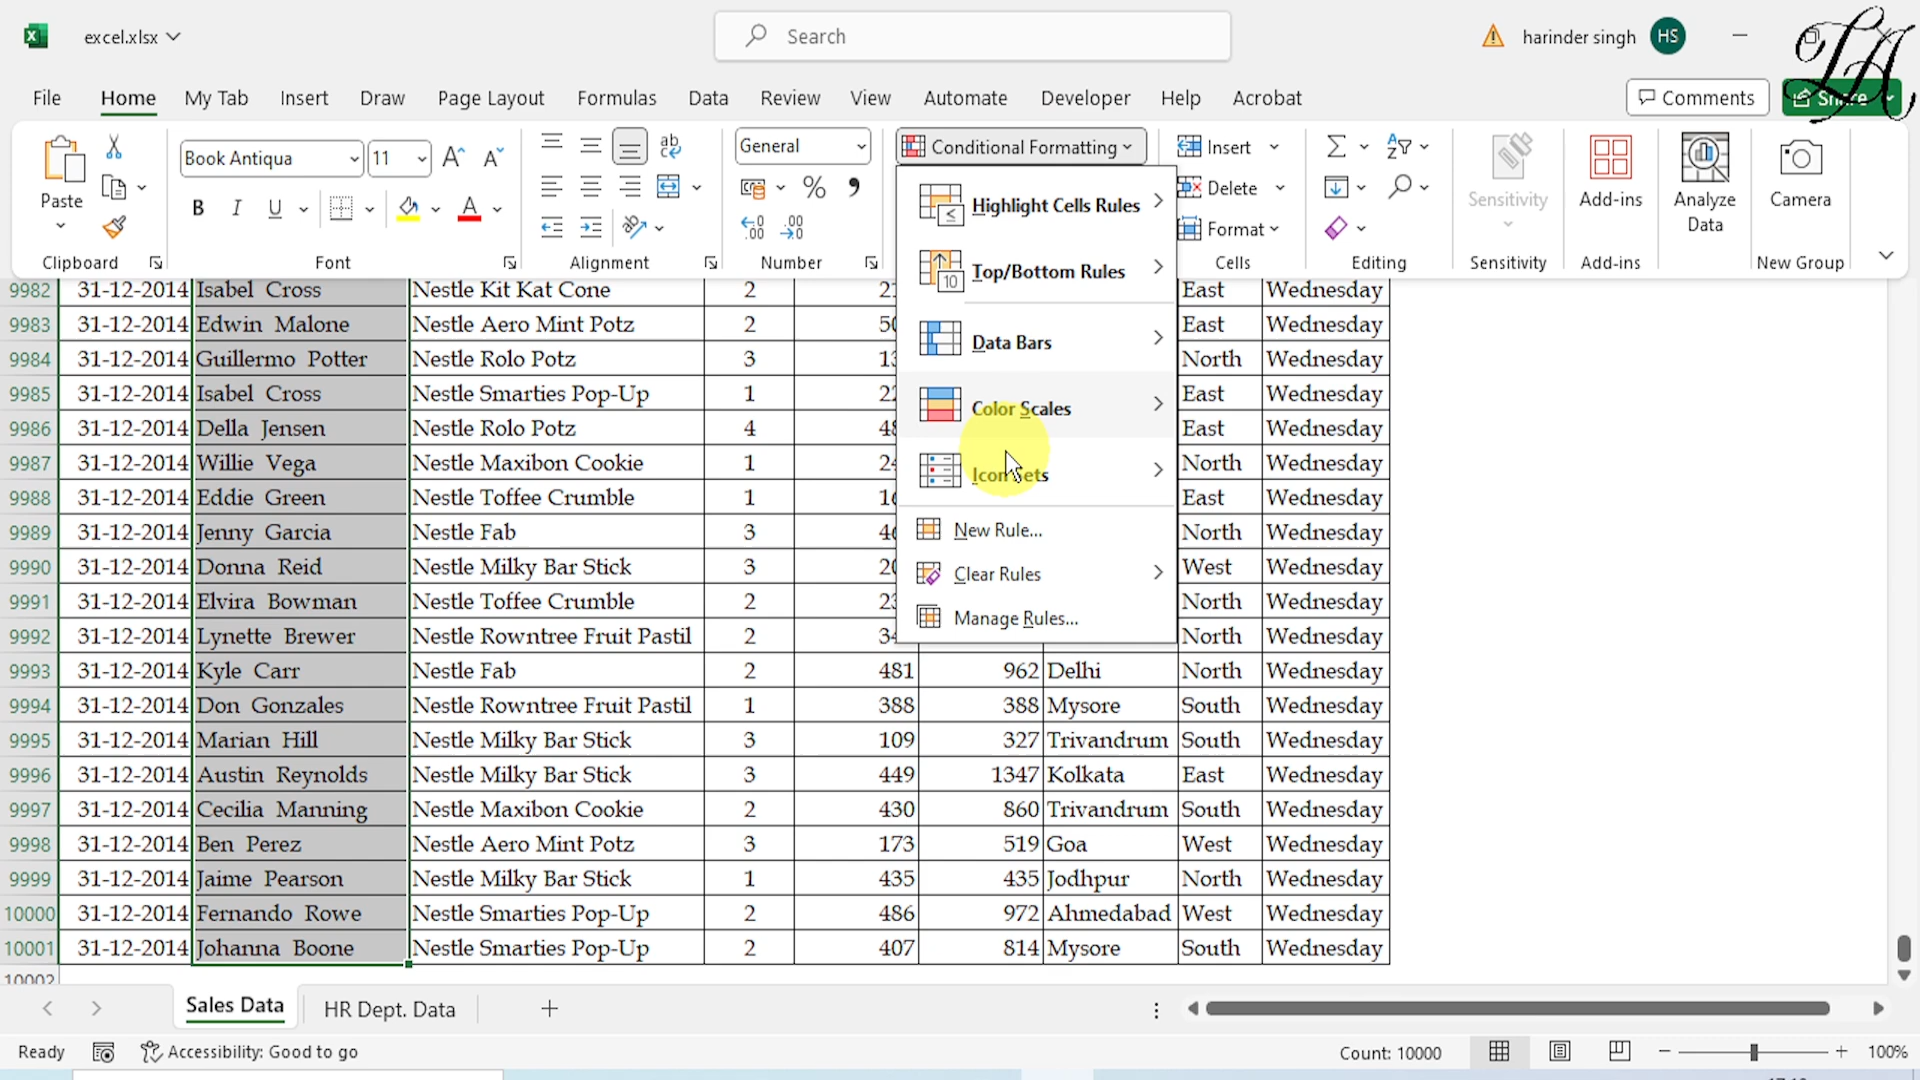 excel.xlsx
Search
harinder singh HS
LA
File Home My Tab Insert Draw Page Layout Formulas Data Review View Automate Developer Help Acrobat
Comments
Book Antiqua 11
General
Conditional Formatting
Insert
Paste
Delete
Sensitivity Add-ins Analyze Data Camera
Format
Clipboard Font Alignment Number Cells Editing Sensitivity Add-ins New Group
Highlight Cells Rules
Top/Bottom Rules
Data Bars
Color Scales
Icon Sets
New Rule...
Clear Rules
Manage Rules...
9982 31-12-2014 Isabel Cross Nestle Kit Kat Cone 2 East Wednesday
9983 31-12-2014 Edwin Malone Nestle Aero Mint Potz 2 East Wednesday
9984 31-12-2014 Guillermo Potter Nestle Rolo Potz 3 North Wednesday
9985 31-12-2014 Isabel Cross Nestle Smarties Pop-Up 1 East Wednesday
9986 31-12-2014 Della Jensen Nestle Rolo Potz 4 East Wednesday
9987 31-12-2014 Willie Vega Nestle Maxibon Cookie 1 North Wednesday
9988 31-12-2014 Eddie Green Nestle Toffee Crumble 1 East Wednesday
9989 31-12-2014 Jenny Garcia Nestle Fab 3 North Wednesday
9990 31-12-2014 Donna Reid Nestle Milky Bar Stick 3 West Wednesday
9991 31-12-2014 Elvira Bowman Nestle Toffee Crumble 2 North Wednesday
9992 31-12-2014 Lynette Brewer Nestle Rowntree Fruit Pastil 2 North Wednesday
9993 31-12-2014 Kyle Carr Nestle Fab 2 481 962 Delhi North Wednesday
9994 31-12-2014 Don Gonzales Nestle Rowntree Fruit Pastil 1 388 388 Mysore South Wednesday
9995 31-12-2014 Marian Hill Nestle Milky Bar Stick 3 109 327 Trivandrum South Wednesday
9996 31-12-2014 Austin Reynolds Nestle Milky Bar Stick 3 449 1347 Kolkata East Wednesday
9997 31-12-2014 Cecilia Manning Nestle Maxibon Cookie 2 430 860 Trivandrum South Wednesday
9998 31-12-2014 Ben Perez Nestle Aero Mint Potz 3 173 519 Goa West Wednesday
9999 31-12-2014 Jaime Pearson Nestle Milky Bar Stick 1 435 435 Jodhpur North Wednesday
10000 31-12-2014 Fernando Rowe Nestle Smarties Pop-Up 2 486 972 Ahmedabad West Wednesday
10001 31-12-2014 Johanna Boone Nestle Smarties Pop-Up 2 407 814 Mysore South Wednesday
10002
Sales Data HR Dept. Data
Ready Accessibility: Good to go Count: 10000 100%